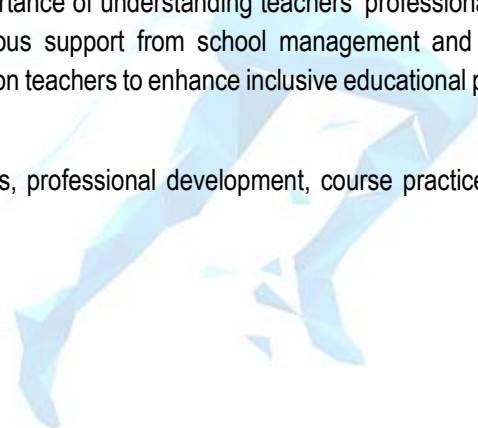 rtance of understanding teachers' professional
ous support from school management and
on teachers to enhance inclusive educational p
s, professional development, course practice